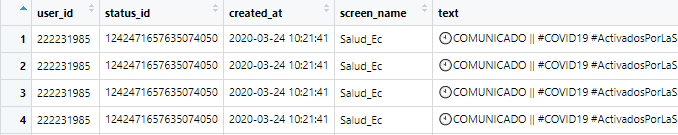 user_id status_id created_at screen_name text
1 222231985 1242471657635074050 2020-03-24 10:21:41 Salud_Ec 🕙COMUNICADO || #COVID19 #ActivadosPorLaS
2 222231985 1242471657635074050 2020-03-24 10:21:41 Salud_Ec 🕙COMUNICADO || #COVID19 #ActivadosPorLaS
3 222231985 1242471657635074050 2020-03-24 10:21:41 Salud_Ec 🕙COMUNICADO || #COVID19 #ActivadosPorLaS
4 222231985 1242471657635074050 2020-03-24 10:21:41 Salud_Ec 🕙COMUNICADO || #COVID19 #ActivadosPorLaS